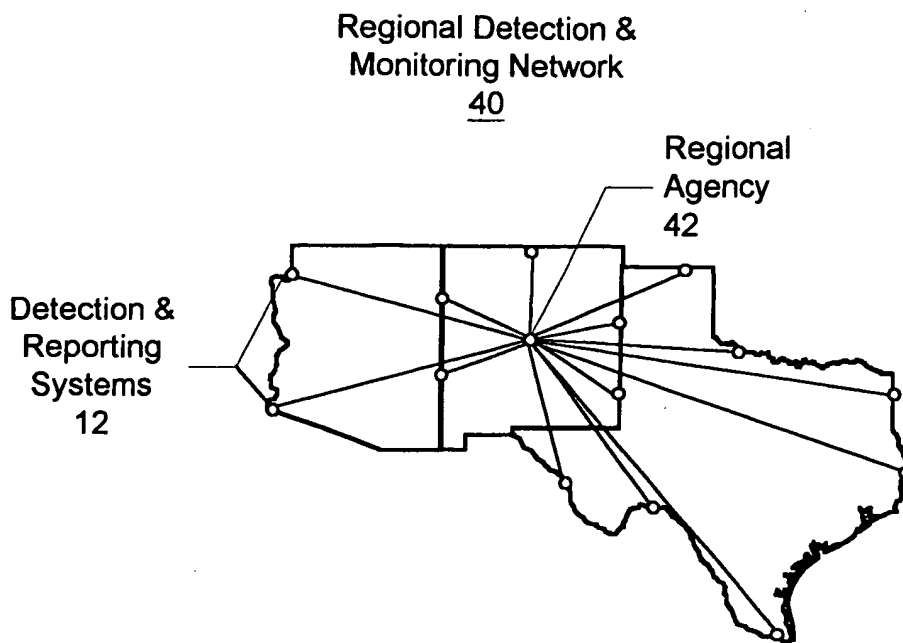 Regional Detection &
Monitoring Network
40
Regional
Agency
42
Detection &
Reporting
Systems
12